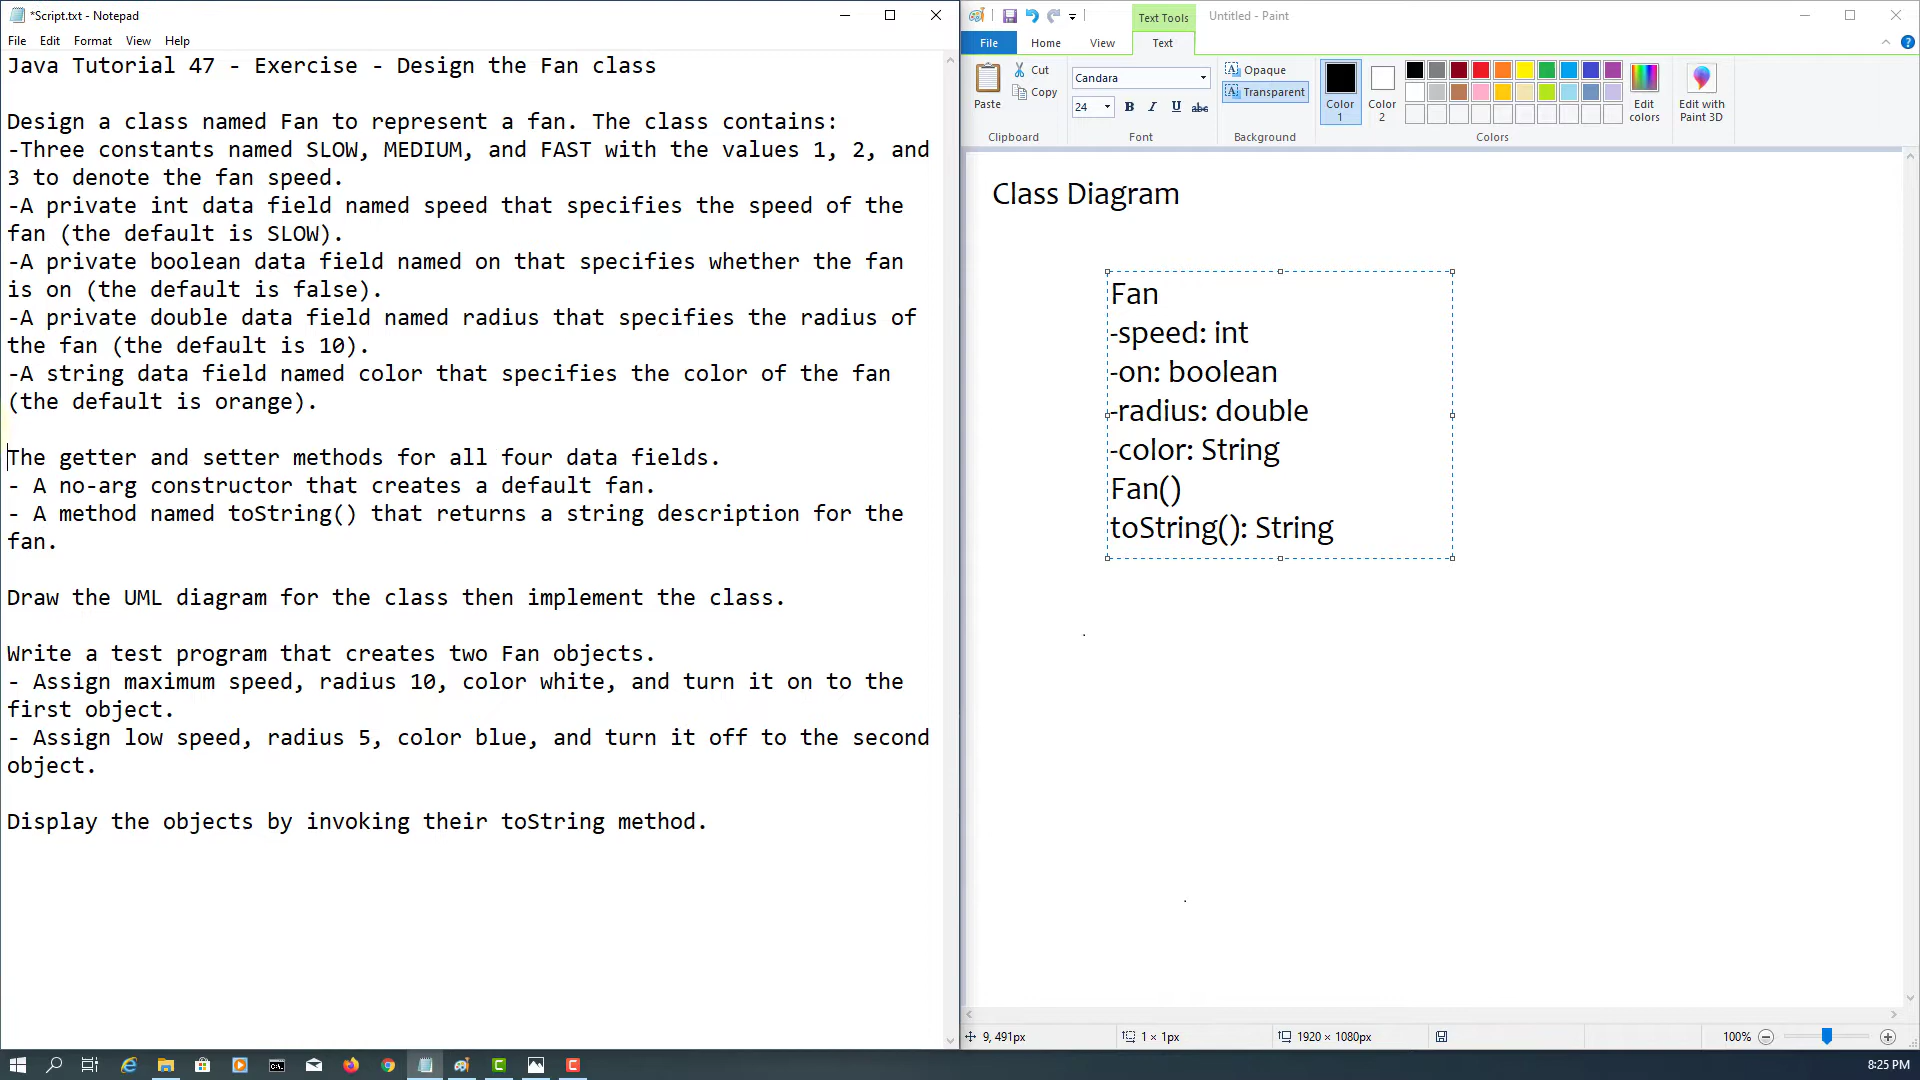 *Script.txt - Notepad
File Edit Format View Help
Java Tutorial 47 - Exercise - Design the Fan class
Design a class named Fan to represent a fan. The class contains:
-Three constants named SLOW, MEDIUM, and FAST with the values 1, 2, and
3 to denote the fan speed.
-A private int data field named speed that specifies the speed of the
fan (the default is SLOW).
-A private boolean data field named on that specifies whether the fan
is on (the default is false).
-A private double data field named radius that specifies the radius of
the fan (the default is 10).
-A string data field named color that specifies the color of the fan
(the default is orange).
The getter and setter methods for all four data fields.
- A no-arg constructor that creates a default fan.
- A method named toString() that returns a string description for the
fan.
Draw the UML diagram for the class then implement the class.
Write a test program that creates two Fan objects.
- Assign maximum speed, radius 10, color white, and turn it on to the
first object.
- Assign low speed, radius 5, color blue, and turn it off to the second
object.
Display the objects by invoking their toString method.
Text Tools
Untitled - Paint
File Home View Text
Paste
Cut
Copy
Clipboard
Candara
24 B I U abc
Font
Opaque
Transparent
Background
Color 1
Color 2
Edit colors
Edit with Paint 3D
Colors
Class Diagram
Fan
-speed: int
-on: boolean
-radius: double
-color: String
Fan()
toString(): String
9, 491px
1 × 1px
1920 × 1080px
100%
8:25 PM